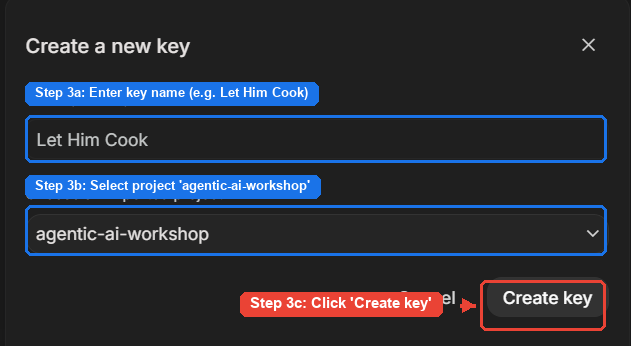 Create a new key
Step 3a: Enter key name (e.g. Let Him Cook)
Let Him Cook
Step 3b: Select project 'agentic-ai-workshop'
agentic-ai-workshop
Step 3c: Click 'Create key'
Create key